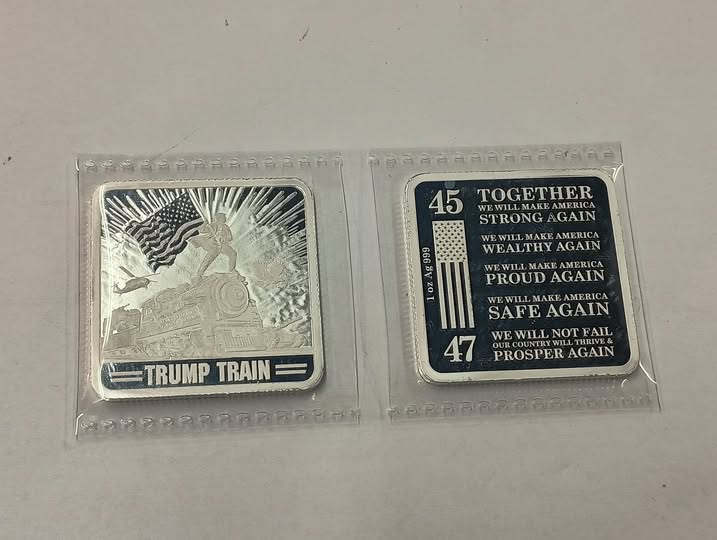 TRUMP TRAIN
45
1 oz Ag 999
47
TOGETHER
WE WILL MAKE AMERICA
STRONG AGAIN
WE WILL MAKE AMERICA
WEALTHY AGAIN
WE WILL MAKE AMERICA
PROUD AGAIN
WE WILL MAKE AMERICA
SAFE AGAIN
WE WILL NOT FAIL
OUR COUNTRY WILL THRIVE &
PROSPER AGAIN